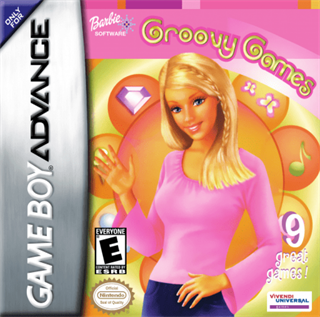 ONLY
FOR
GAME BOY ADVANCE
Barbie
SOFTWARE
Groovy Games
9
great
games!
E
EVERYONE
CONTENT RATED BY
ESRB
Official
Nintendo
Seal of Quality
VIVENDI
UNIVERSAL